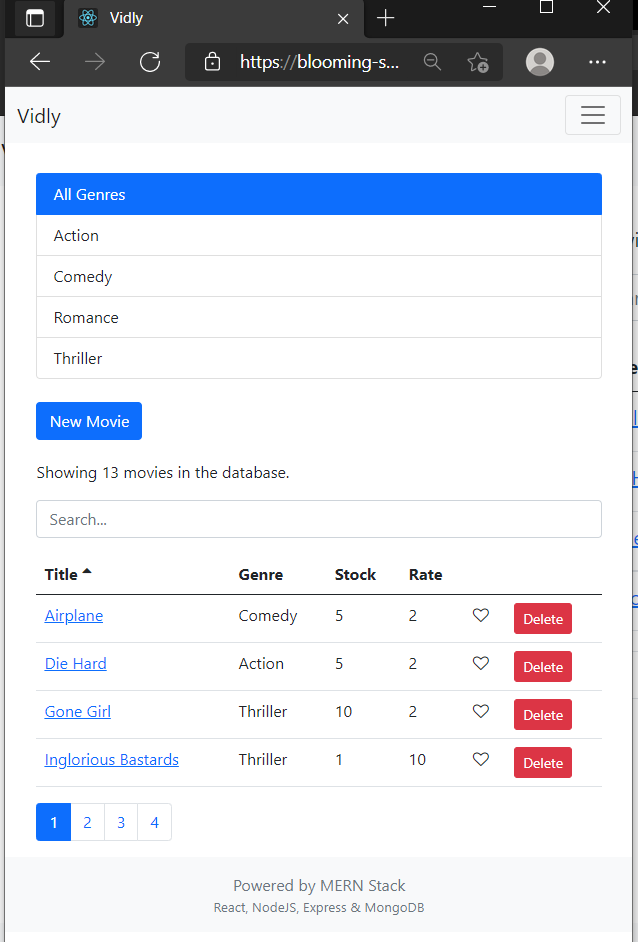 Vidly
https://blooming-s...
Vidly
All Genres
Action
Comedy
Romance
Thriller
New Movie
Showing 13 movies in the database.
Search...
Title Genre Stock Rate
Airplane Comedy 5 2 Delete
Die Hard Action 5 2 Delete
Gone Girl Thriller 10 2 Delete
Inglorious Bastards Thriller 1 10 Delete
1 2 3 4
Powered by MERN Stack
React, NodeJS, Express & MongoDB